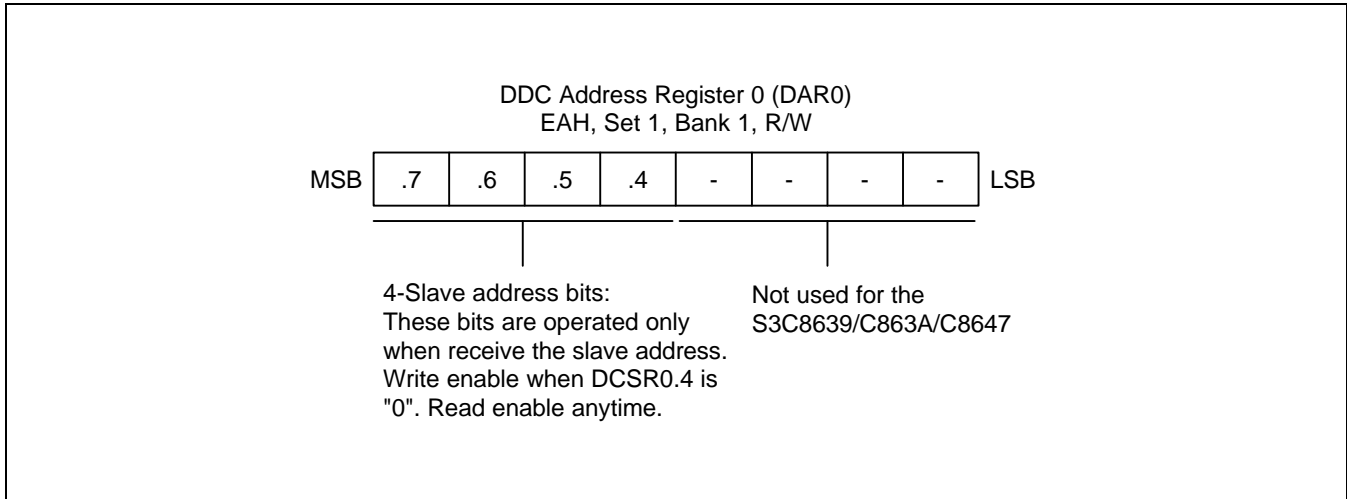 DDC Address Register 0 (DAR0)
EAH, Set 1, Bank 1, R/W
MSB .7 .6 .5 .4 - - - - LSB
4-Slave address bits:
These bits are operated only
when receive the slave address.
Write enable when DCSR0.4 is
"0". Read enable anytime.
Not used for the
S3C8639/C863A/C8647